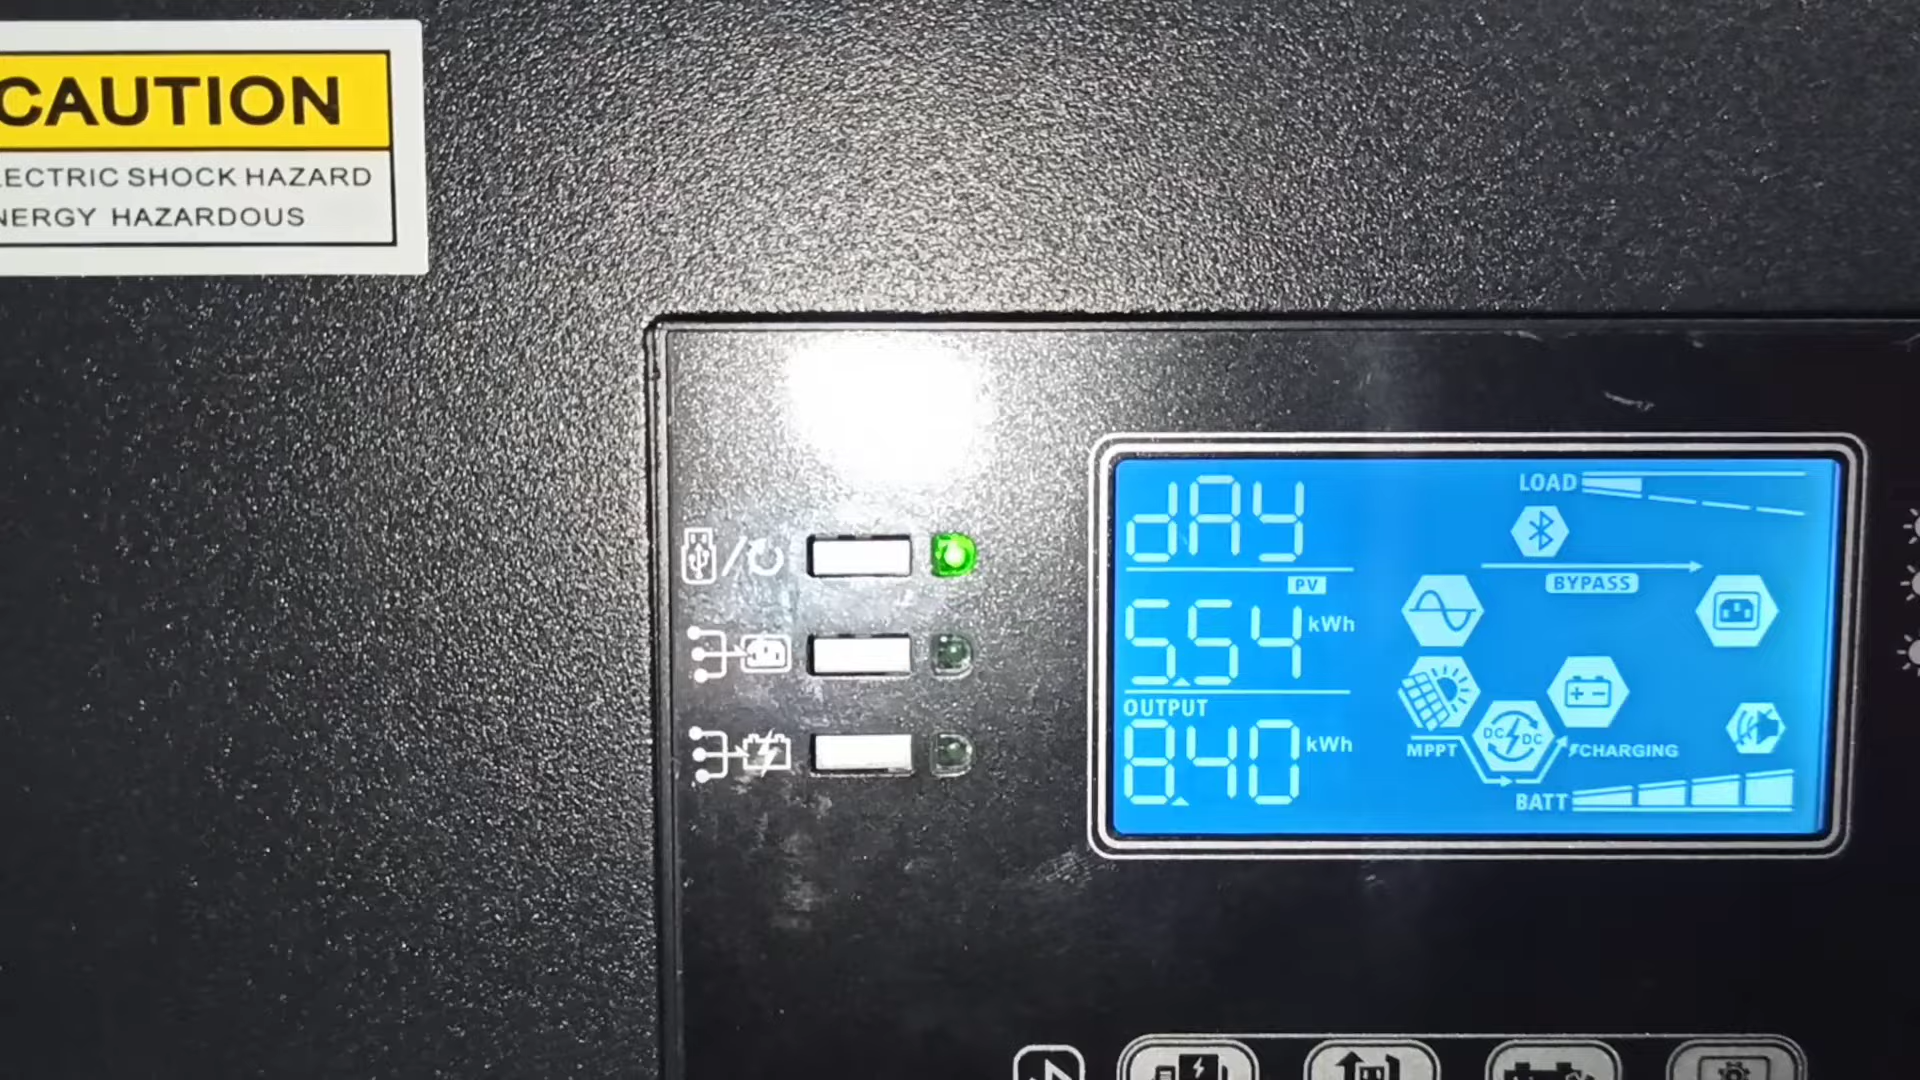 CAUTION
LECTRIC SHOCK HAZARD
NERGY HAZARDOUS
dAY
PV
5.54 kWh
OUTPUT
8.40 kWh
LOAD
BYPASS
MPPT
DC DC
CHARGING
BATT